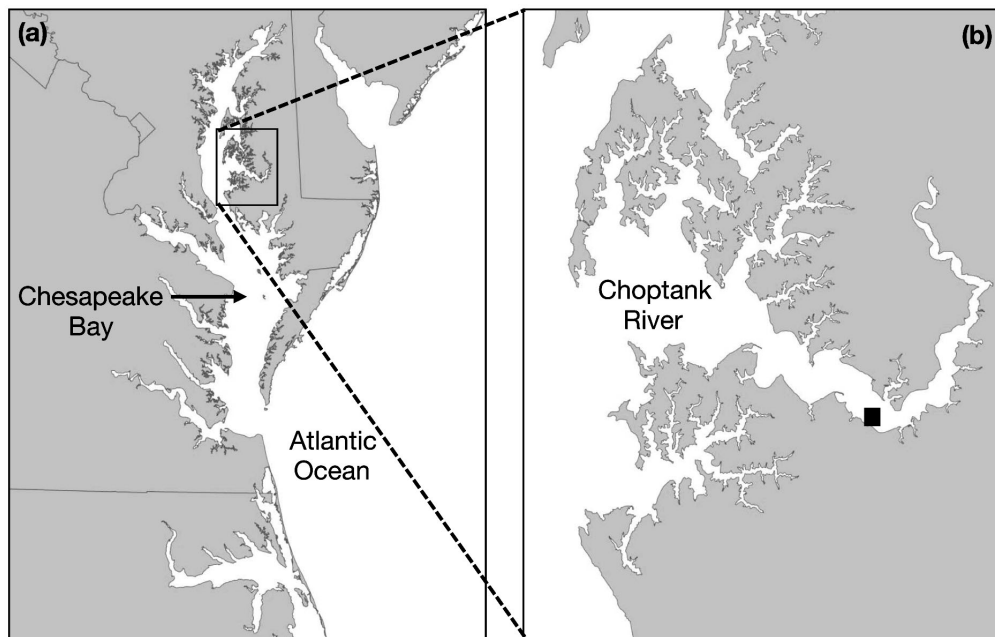 (a)
Chesapeake
Bay
Atlantic
Ocean
(b)
Choptank
River